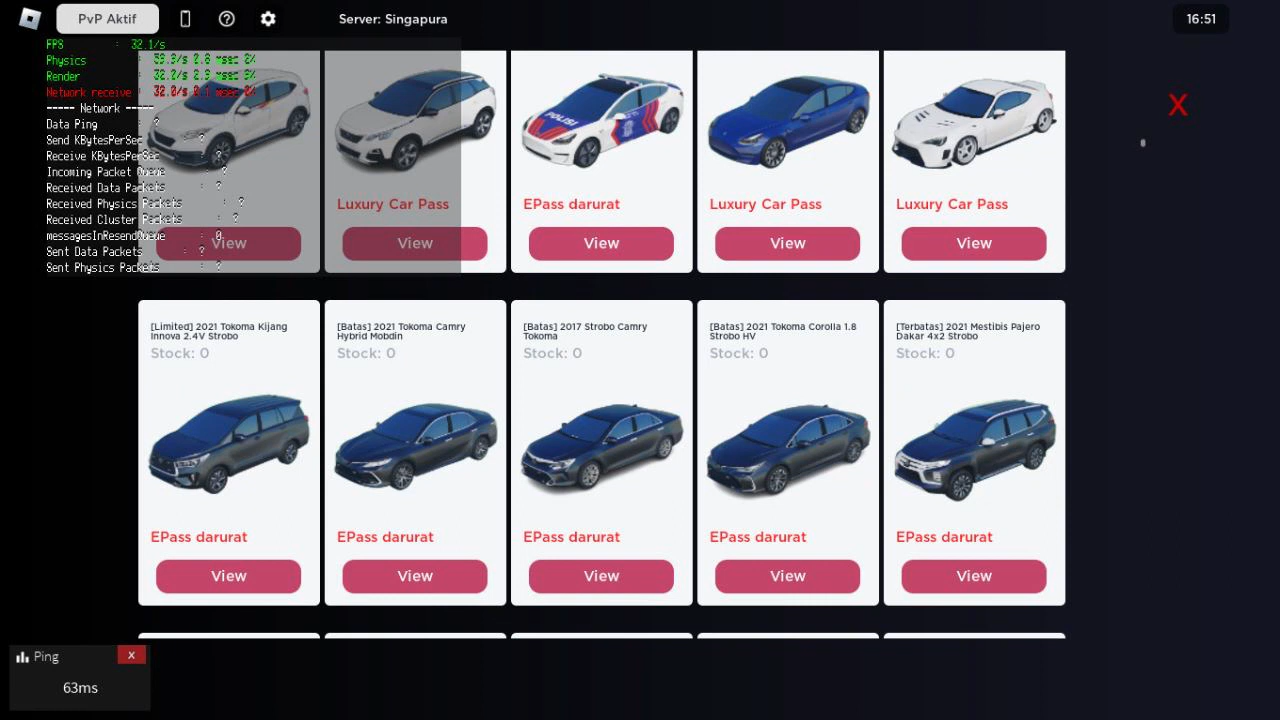 PvP Aktif
Server: Singapura
16:51
FPS : 32.1/s
Physics
Render
Network receive
----- Network -----
Data Ping : ?
Send KBytesPerSec : ?
Receive KBytesPerSec : ?
Incoming Packet Queue : ?
Received Data Packets : ?
Received Physics Packets : ?
Received Cluster Packets : ?
messagesInResendQueue : 0
Sent Data Packets : ?
Sent Physics Packets : ?
X
POLISI
Luxury Car Pass
EPass darurat
Luxury Car Pass
Luxury Car Pass
View
View
View
View
View
[Limited] 2021 Tokoma Kijang
Innova 2.4V Strobo
Stock: 0
EPass darurat
View
[Batas] 2021 Tokoma Camry
Hybrid Mobdin
Stock: 0
EPass darurat
View
[Batas] 2017 Strobo Camry
Tokoma
Stock: 0
EPass darurat
View
[Batas] 2021 Tokoma Corolla 1.8
Strobo HV
Stock: 0
EPass darurat
View
[Terbatas] 2021 Mestibis Pajero
Dakar 4x2 Strobo
Stock: 0
EPass darurat
View
Ping
x
63ms